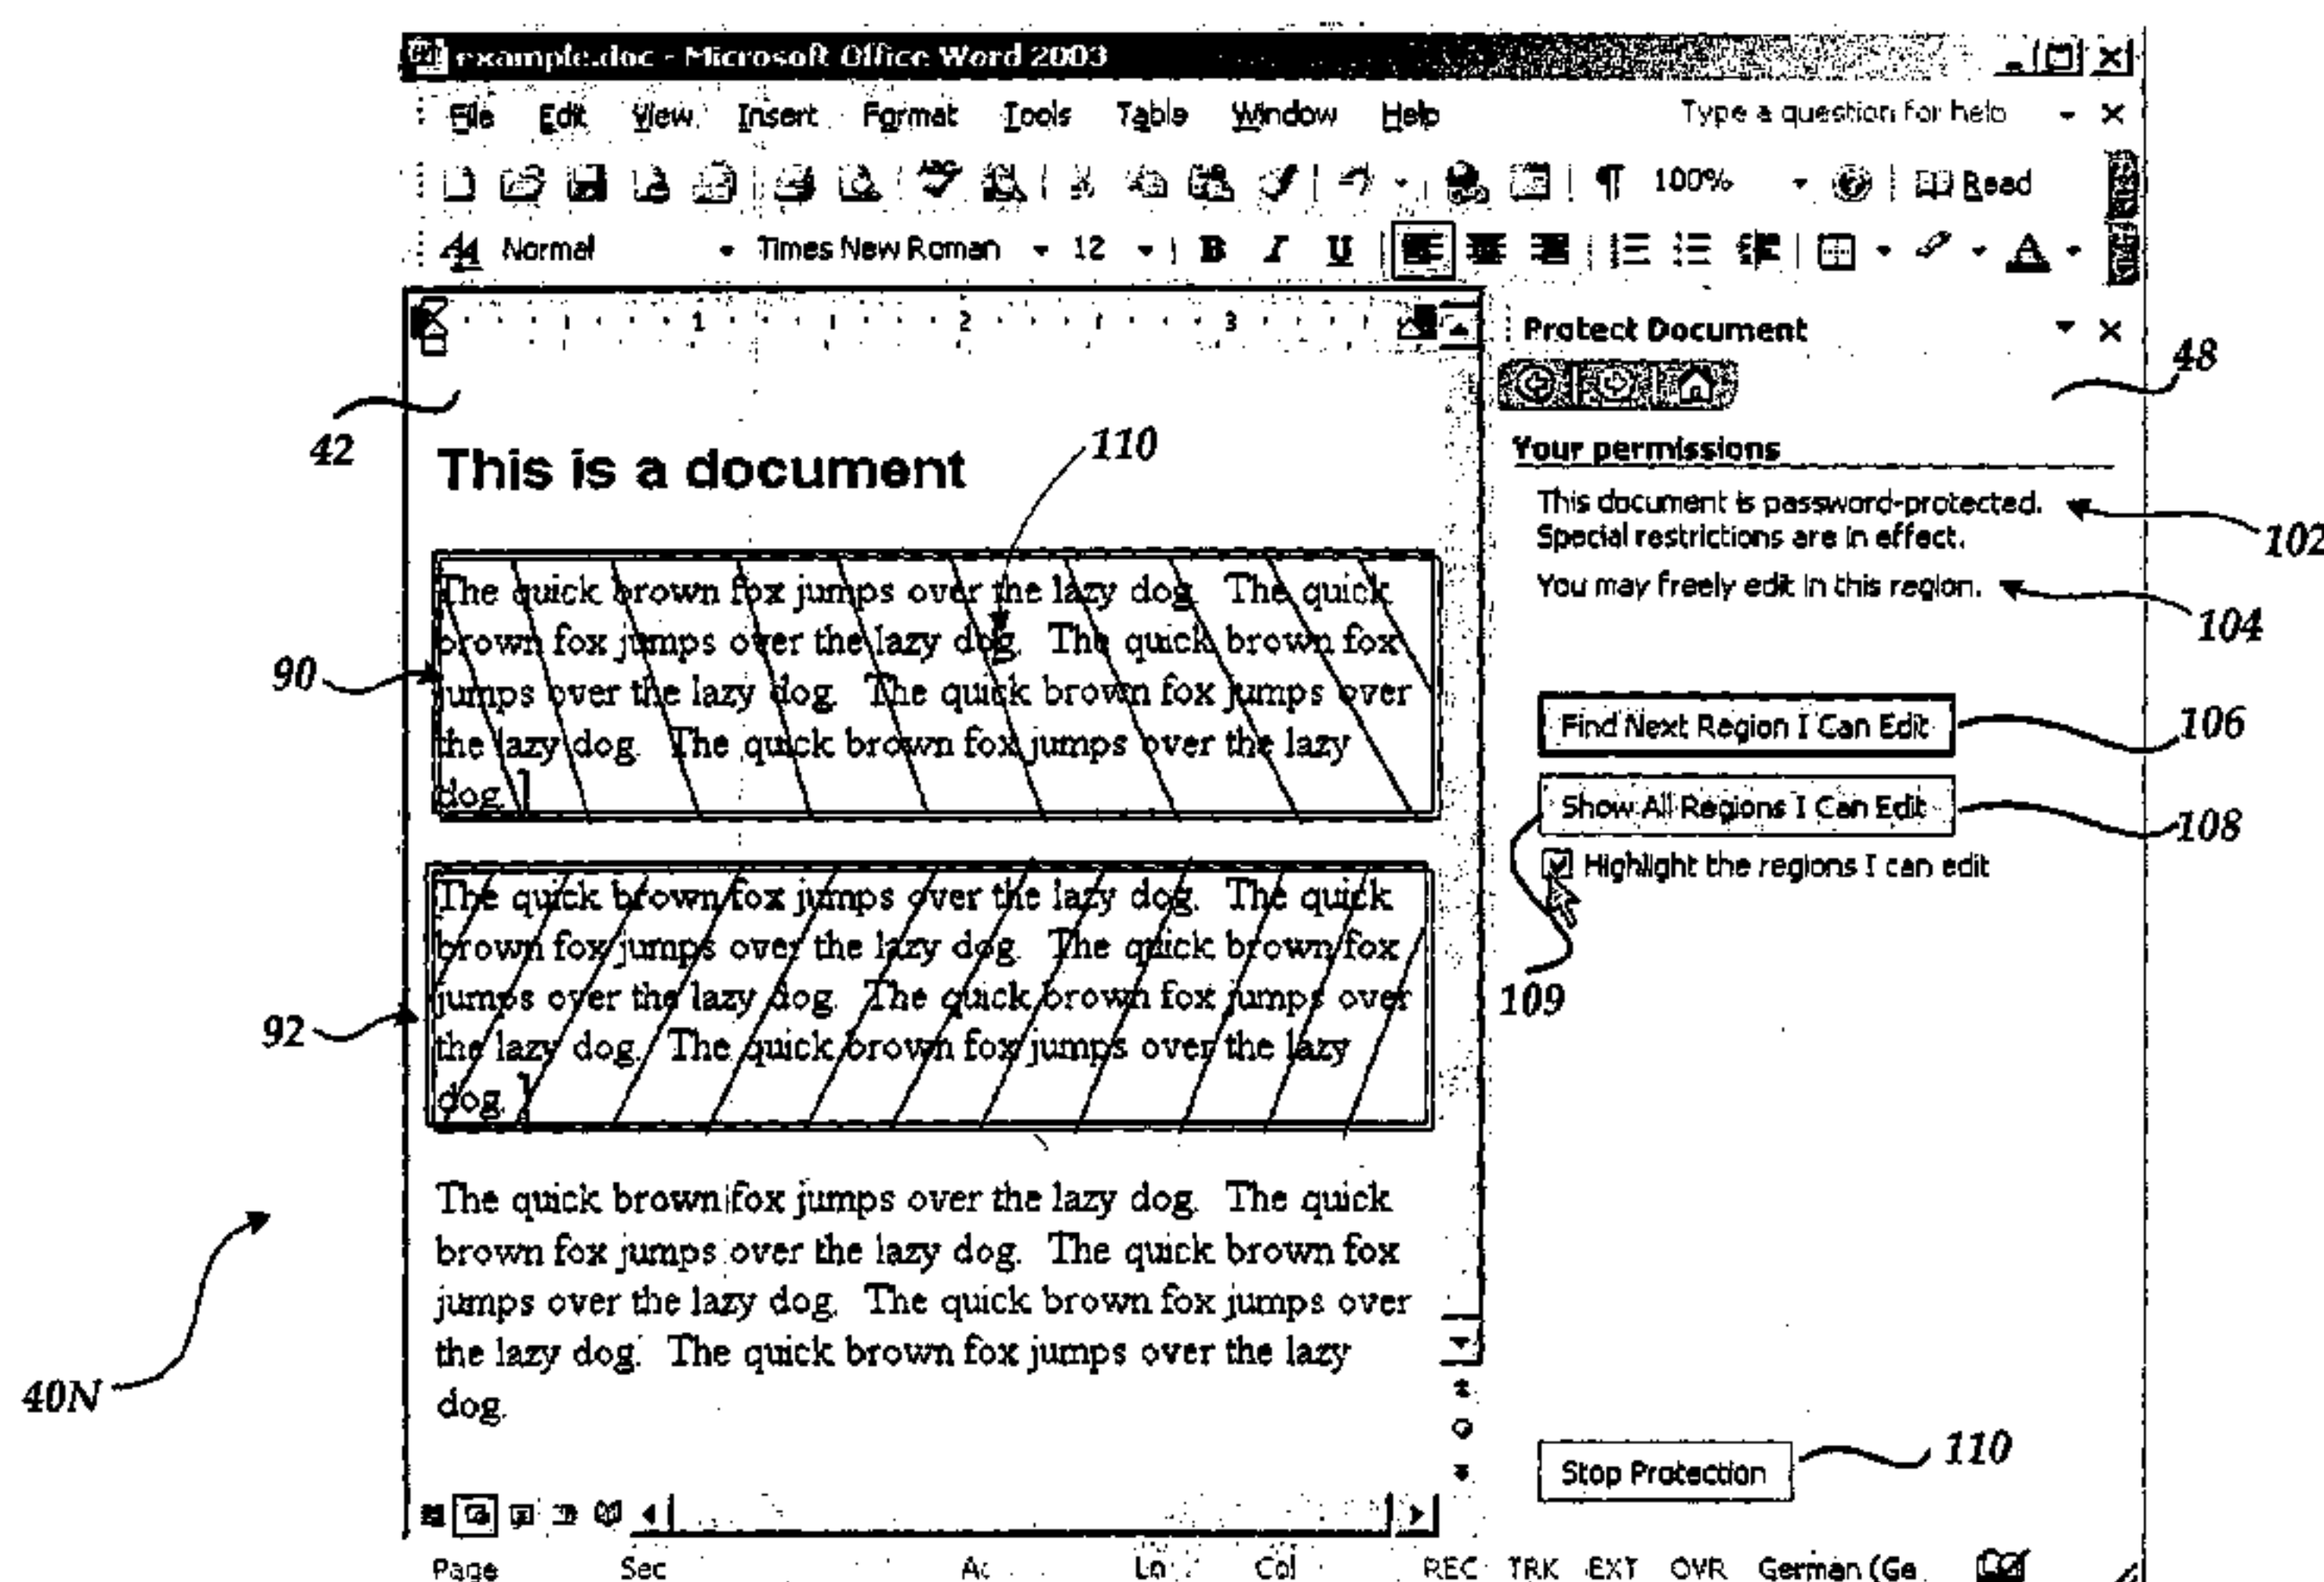 example.doc - Microsoft Office Word 2003
File Edit View Insert Format Tools Table Window Help Type a question for help
100% Read
Normal Times New Roman 12 B I U A
1 2 3
Protect Document
48
42
This is a document
110
Your permissions
This document is password-protected.
Special restrictions are in effect.
102
You may freely edit in this region.
104
The quick brown fox jumps over the lazy dog. The quick
brown fox jumps over the lazy dog. The quick brown fox
jumps over the lazy dog. The quick brown fox jumps over
the lazy dog. The quick brown fox jumps over the lazy
dog. ]
90
Find Next Region I Can Edit
106
Show All Regions I Can Edit
108
Highlight the regions I can edit
109
The quick brown fox jumps over the lazy dog. The quick
brown fox jumps over the lazy dog. The quick brown fox
jumps over the lazy dog. The quick brown fox jumps over
the lazy dog. The quick brown fox jumps over the lazy
dog. ]
92
The quick brown fox jumps over the lazy dog. The quick
brown fox jumps over the lazy dog. The quick brown fox
jumps over the lazy dog. The quick brown fox jumps over
the lazy dog. The quick brown fox jumps over the lazy
dog.
40N
Stop Protection
110
Page Sec Ln Col REC TRK EXT OVR German (Ge